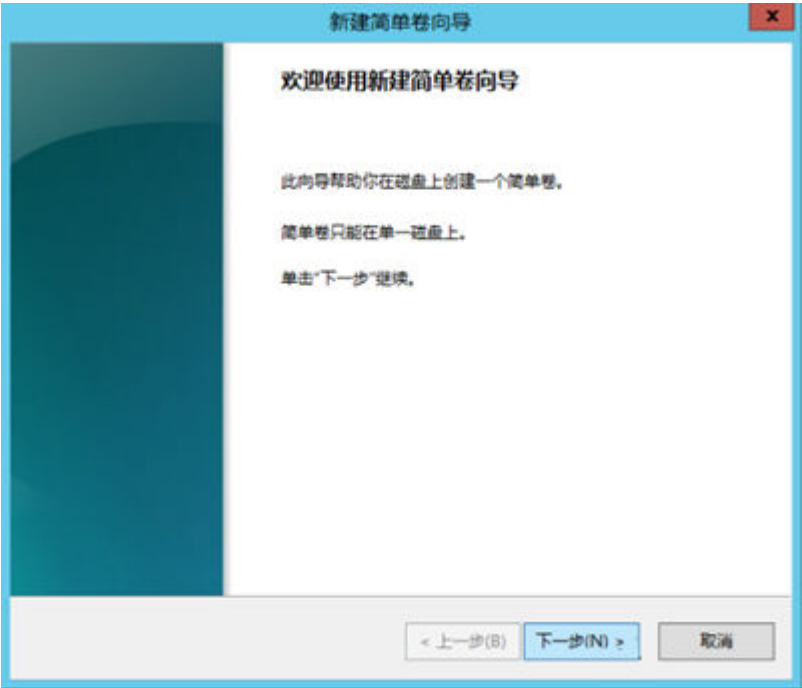 新建简单卷向导
x
欢迎使用新建简单卷向导
此向导帮助你在磁盘上创建一个简单卷。
简单卷只能在单一磁盘上。
单击"下一步"继续。
< 上一步(B)
下一步(N) >
取消